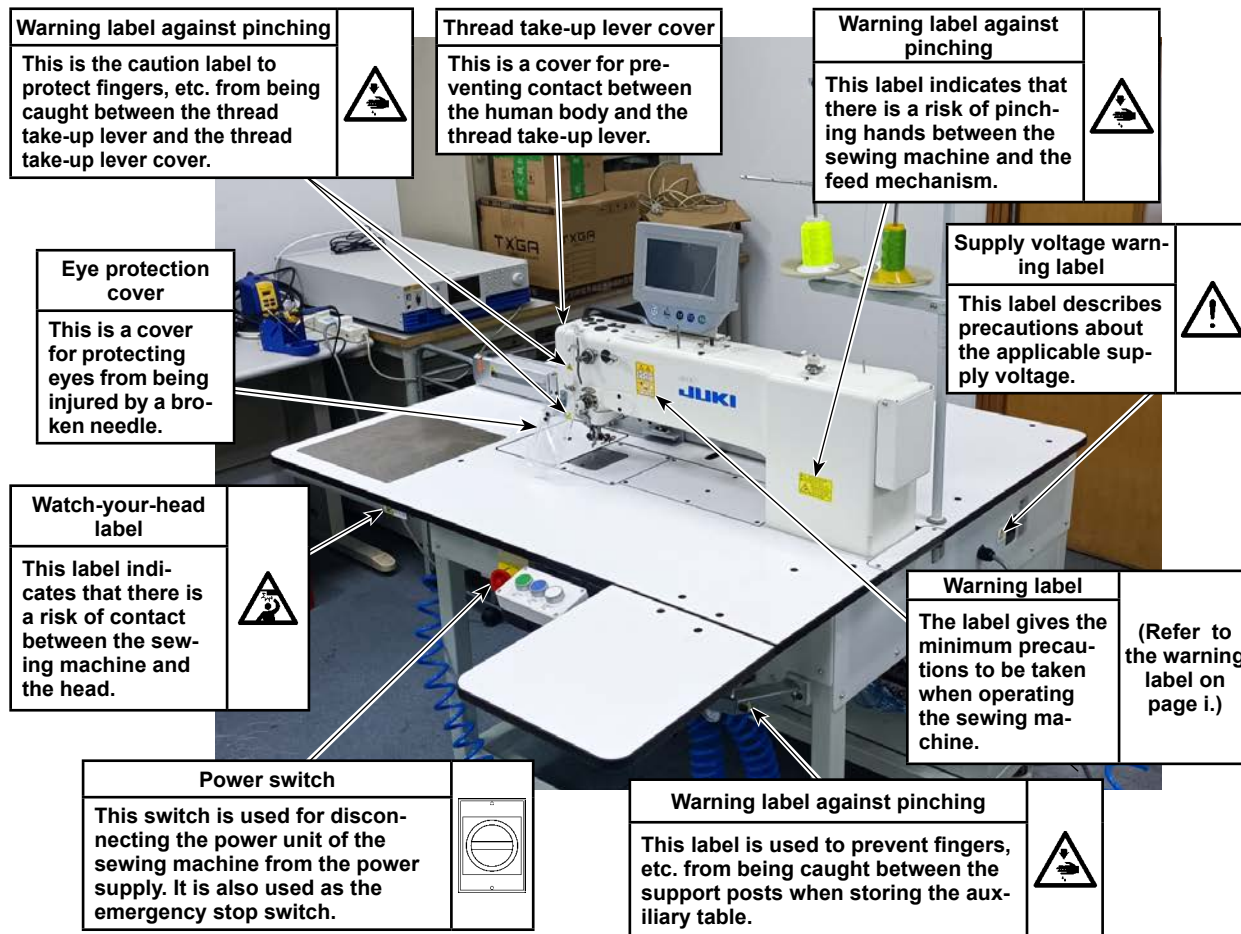 Warning label against pinching
This is the caution label to
protect fingers, etc. from being
caught between the thread
take-up lever and the thread
take-up lever cover.
Thread take-up lever cover
This is a cover for pre-
venting contact between
the human body and the
thread take-up lever.
Warning label against
pinching
This label indicates that
there is a risk of pinch-
ing hands between the
sewing machine and the
feed mechanism.
Eye protection
cover
This is a cover
for protecting
eyes from being
injured by a bro-
ken needle.
TXGA
TXGA
JUKI
Supply voltage warn-
ing label
This label describes
precautions about
the applicable sup-
ply voltage.
Watch-your-head
label
This label indi-
cates that there is
a risk of contact
between the sew-
ing machine and
the head.
Warning label
The label gives the
minimum precau-
tions to be taken
when operating
the sewing ma-
chine.
(Refer to
the warning
label on
page i.)
Power switch
This switch is used for discon-
necting the power unit of the
sewing machine from the power
supply. It is also used as the
emergency stop switch.
Warning label against pinching
This label is used to prevent fingers,
etc. from being caught between the
support posts when storing the aux-
iliary table.